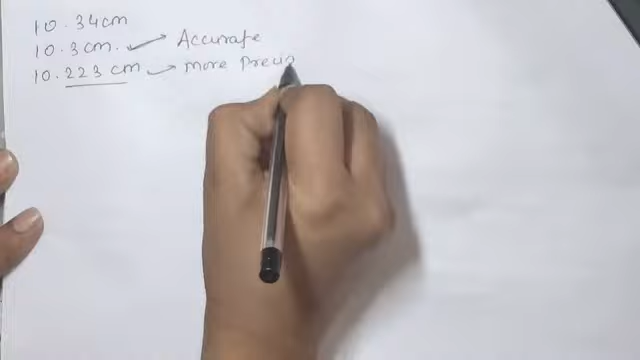 10.34cm
10.3cm. → Accurate
10.223 cm → more